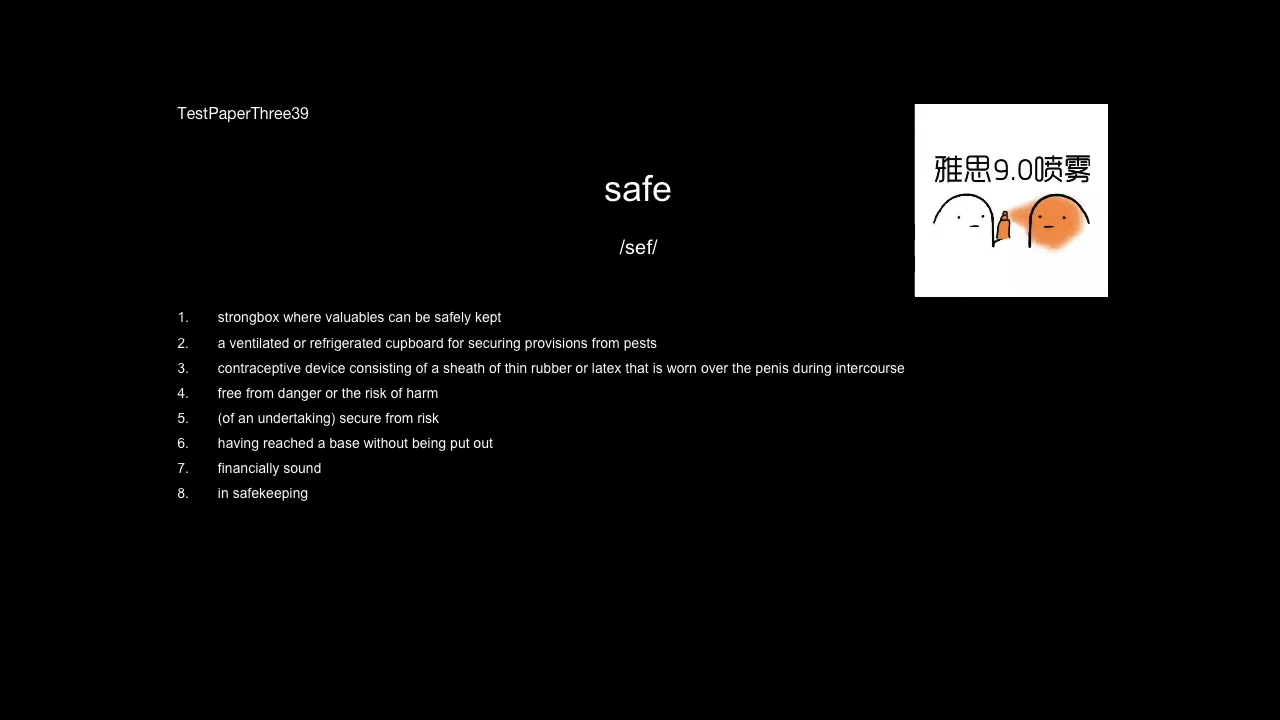 TestPaperThree39
雅思9.0喷雾
safe
/sef/
1. strongbox where valuables can be safely kept
2. a ventilated or refrigerated cupboard for securing provisions from pests
3. contraceptive device consisting of a sheath of thin rubber or latex that is worn over the penis during intercourse
4. free from danger or the risk of harm
5. (of an undertaking) secure from risk
6. having reached a base without being put out
7. financially sound
8. in safekeeping